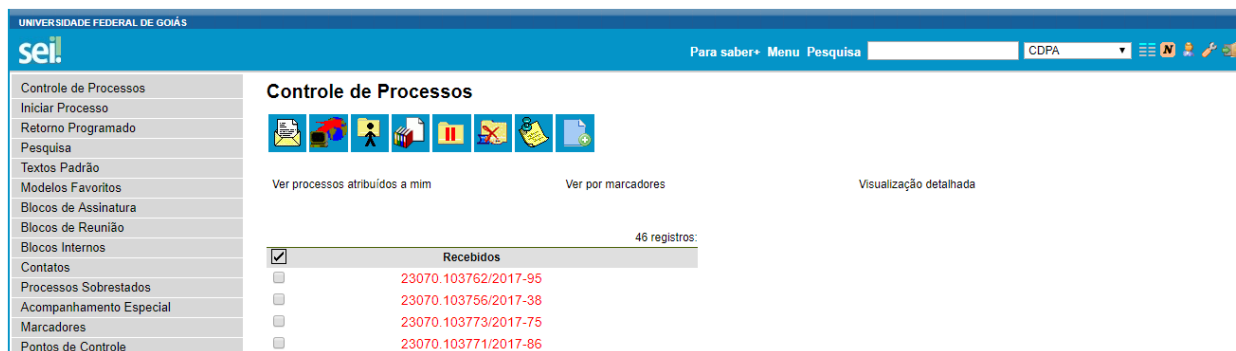 UNIVERSIDADE FEDERAL DE GOIÁS
sei!
Para saber+ Menu Pesquisa
CDPA
N
Controle de Processos
Iniciar Processo
Retorno Programado
Pesquisa
Textos Padrão
Modelos Favoritos
Blocos de Assinatura
Blocos de Reunião
Blocos Internos
Contatos
Processos Sobrestados
Acompanhamento Especial
Marcadores
Pontos de Controle
Controle de Processos
Ver processos atribuídos a mim
Ver por marcadores
Visualização detalhada
46 registros:
Recebidos
23070.103762/2017-95
23070.103756/2017-38
23070.103773/2017-75
23070.103771/2017-86